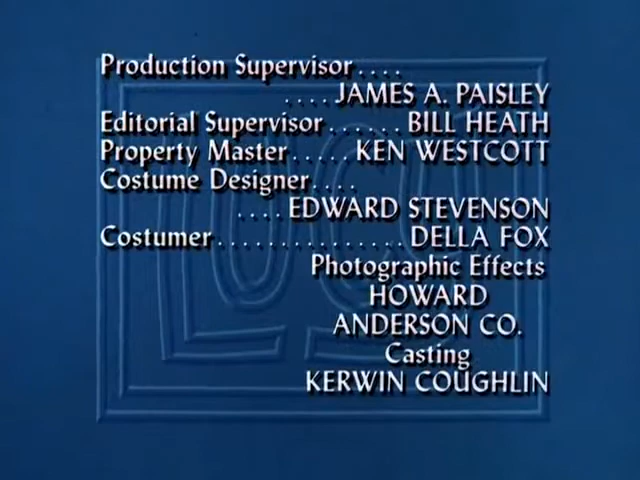 Production Supervisor....
....JAMES A. PAISLEY
Editorial Supervisor......BILL HEATH
Property Master.....KEN WESTCOTT
Costume Designer....
....EDWARD STEVENSON
Costumer...............DELLA FOX
Photographic Effects
HOWARD
ANDERSON CO.
Casting
KERWIN COUGHLIN
LUCY